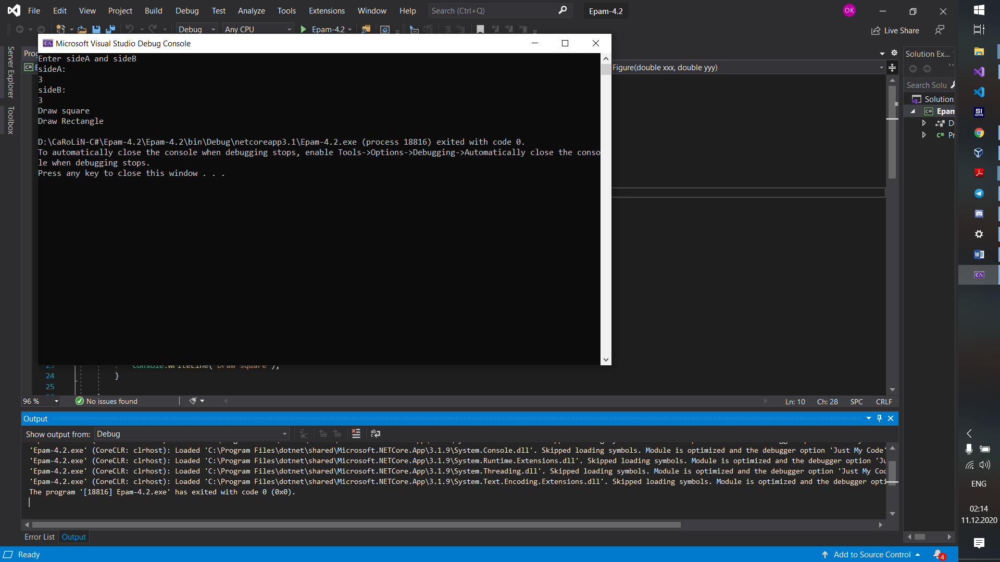 File Edit View Project Build Debug Test Analyze Tools Extensions Window Help Search (Ctrl+Q) Epam-4.2 OK
Debug Any CPU Epam-4.2 Live Share
Microsoft Visual Studio Debug Console
Server Explorer
Toolbox
Enter sideA and sideB
sideA:
3
sideB:
3
Draw square
Draw Rectangle
D:\CaRoLiN-C#\Epam-4.2\Epam-4.2\bin\Debug\netcoreapp3.1\Epam-4.2.exe (process 18816) exited with code 0.
To automatically close the console when debugging stops, enable Tools->Options->Debugging->Automatically close the conso
le when debugging stops.
Press any key to close this window . . .
Figure(double xxx, double yyy)
Solution Ex...
Search Solu
Solution
C# Epam
D
C# Pr
Console.WriteLine("Draw square");
24 }
25
96 % No issues found Ln: 10 Ch: 28 SPC CRLF
Output
Show output from: Debug
'Epam-4.2.exe' (CoreCLR: clrhost): Loaded 'C:\Program Files\dotnet\shared\Microsoft.NETCore.App\3.1.9\System.Console.dll'. Skipped loading symbols. Module is optimized and the debugger option 'Just My Code'
'Epam-4.2.exe' (CoreCLR: clrhost): Loaded 'C:\Program Files\dotnet\shared\Microsoft.NETCore.App\3.1.9\System.Runtime.Extensions.dll'. Skipped loading symbols. Module is optimized and the debugger option 'Ju
'Epam-4.2.exe' (CoreCLR: clrhost): Loaded 'C:\Program Files\dotnet\shared\Microsoft.NETCore.App\3.1.9\System.Threading.dll'. Skipped loading symbols. Module is optimized and the debugger option 'Just My Cod
'Epam-4.2.exe' (CoreCLR: clrhost): Loaded 'C:\Program Files\dotnet\shared\Microsoft.NETCore.App\3.1.9\System.Text.Encoding.Extensions.dll'. Skipped loading symbols. Module is optimized and the debugger opti
The program '[18816] Epam-4.2.exe' has exited with code 0 (0x0).
Error List Output
Ready Add to Source Control 4
SI GAME
ENG
02:14
11.12.2020